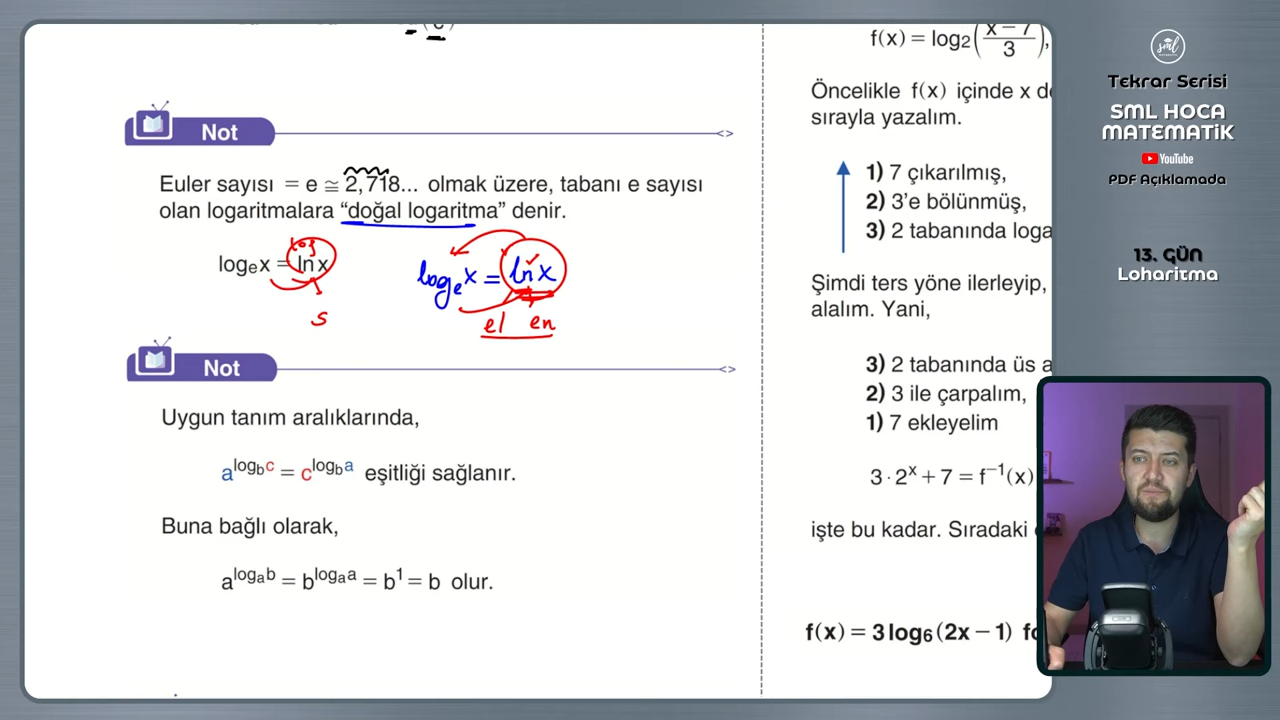 Not
Euler sayısı = e ≅ 2,718... olmak üzere, tabanı e sayısı
olan logaritmalara “doğal logaritma” denir.
log
logₑx = ln x
s
logₑx = ln x
el en
Not
Uygun tanım aralıklarında,
a^(log_b c) = c^(log_b a) eşitliği sağlanır.
Buna bağlı olarak,
a^(log_a b) = b^(log_a a) = b¹ = b olur.
f(x) = log₂((x − 7)/3),
Öncelikle f(x) içinde x
sırayla yazalım.
1) 7 çıkarılmış,
2) 3’e bölünmüş,
3) 2 tabanında loga
Şimdi ters yöne ilerleyip,
alalım. Yani,
3) 2 tabanında üs a
2) 3 ile çarpalım,
1) 7 ekleyelim
3 · 2ˣ + 7 = f⁻¹(x)
işte bu kadar. Sıradaki
f(x) = 3 log₆(2x − 1)
sml
Tekrar Serisi
SML HOCA
MATEMATİK
YouTube
PDF Açıklamada
13. GÜN
Loharitma